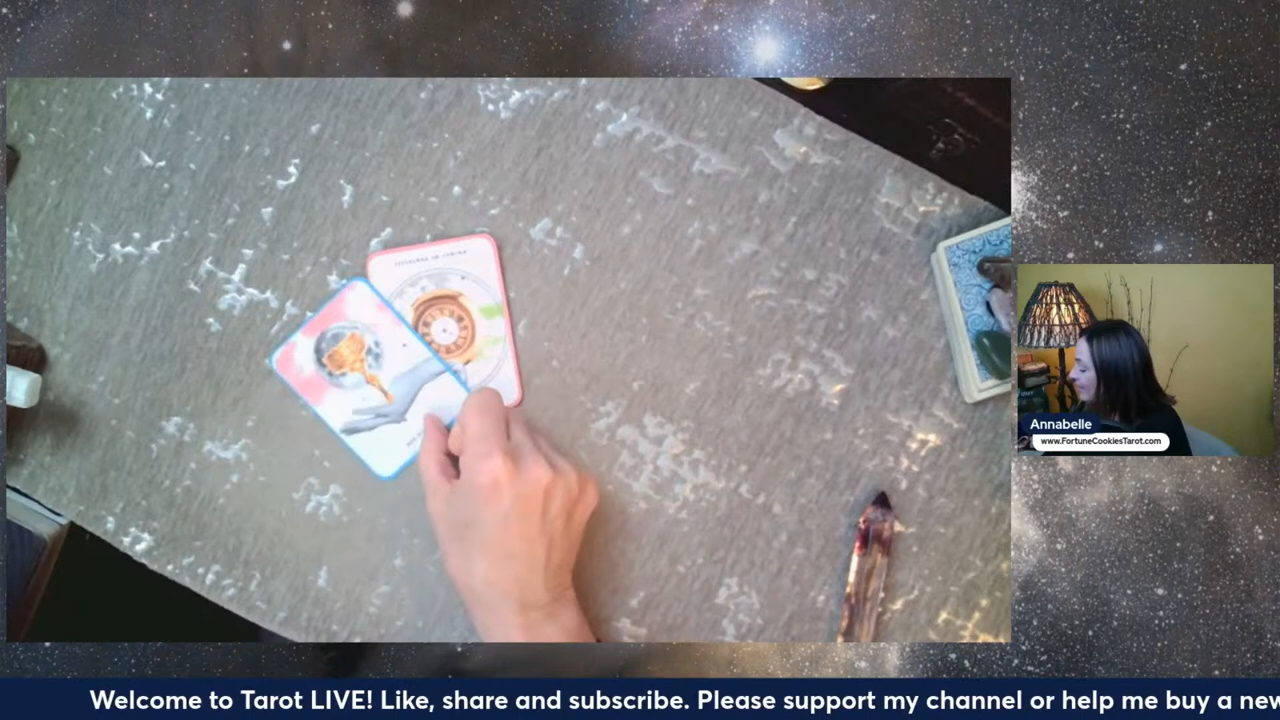 Annabelle
www.FortuneCookiesTarot.com
Welcome to Tarot LIVE! Like, share and subscribe. Please support my channel or help me buy a nev